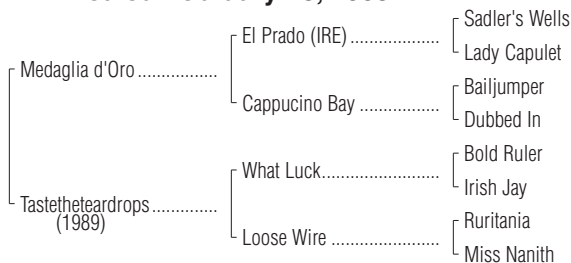 Sadler's Wells
El Prado (IRE) ....................
Lady Capulet
Medaglia d'Oro ..................
Bailjumper
Cappucino Bay ..................
Dubbed In
Bold Ruler
What Luck..........................
Irish Jay
Tastetheteardrops...............
(1989)
Ruritania
Loose Wire ........................
Miss Nanith